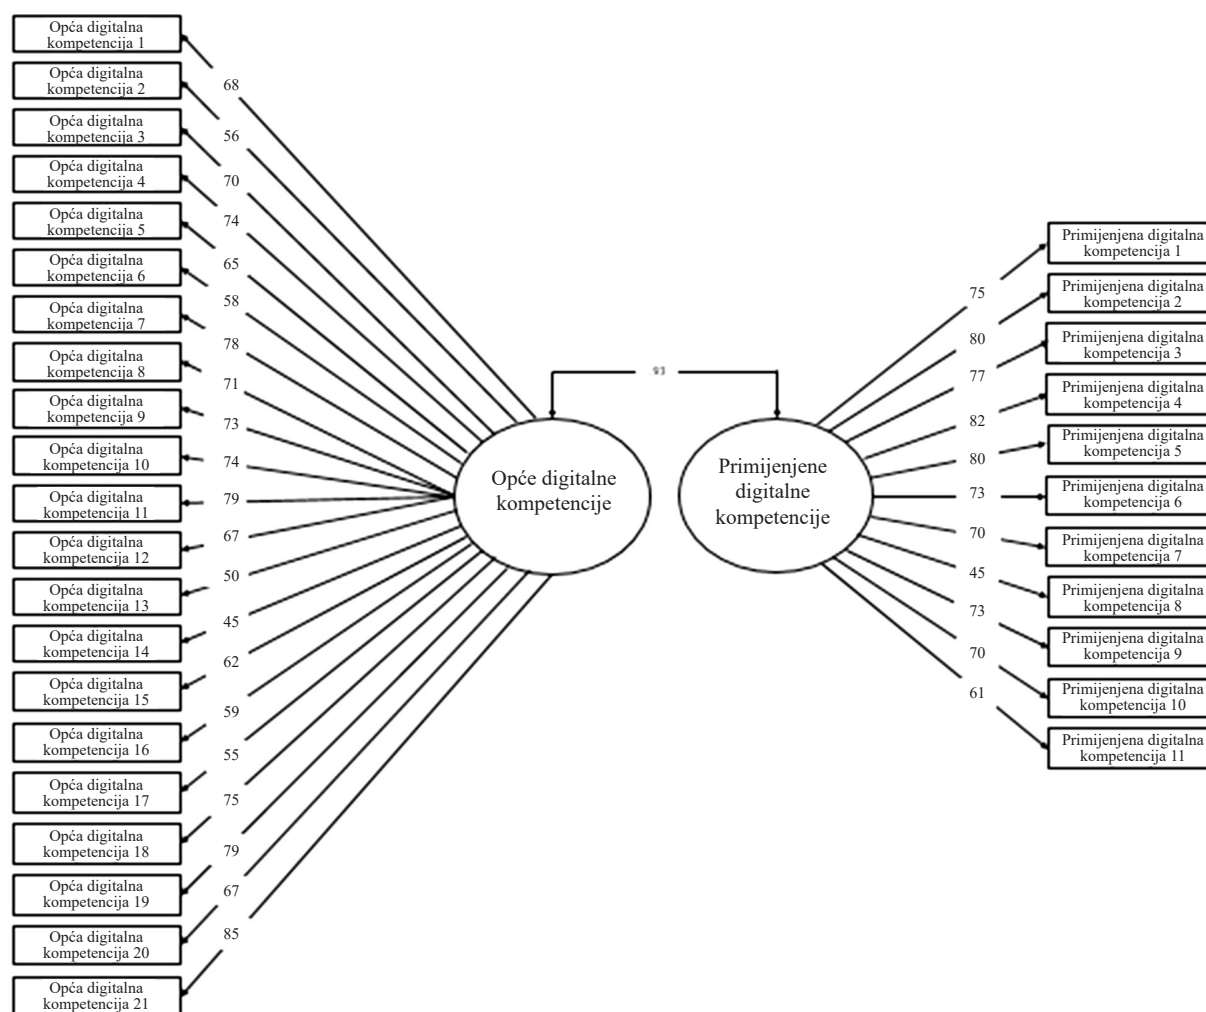 Opća digitalna
kompetencija 1
Opća digitalna
kompetencija 2
Opća digitalna
kompetencija 3
Opća digitalna
kompetencija 4
Opća digitalna
kompetencija 5
Opća digitalna
kompetencija 6
Opća digitalna
kompetencija 7
Opća digitalna
kompetencija 8
Opća digitalna
kompetencija 9
Opća digitalna
kompetencija 10
Opća digitalna
kompetencija 11
Opća digitalna
kompetencija 12
Opća digitalna
kompetencija 13
Opća digitalna
kompetencija 14
Opća digitalna
kompetencija 15
Opća digitalna
kompetencija 16
Opća digitalna
kompetencija 17
Opća digitalna
kompetencija 18
Opća digitalna
kompetencija 19
Opća digitalna
kompetencija 20
Opća digitalna
kompetencija 21
68
56
70
74
65
58
78
71
73
74
79
67
50
45
62
59
55
75
79
67
85
Opće digitalne
kompetencije
93
Primijenjene
digitalne
kompetencije
75
80
77
82
80
73
70
45
73
70
61
Primijenjena digitalna
kompetencija 1
Primijenjena digitalna
kompetencija 2
Primijenjena digitalna
kompetencija 3
Primijenjena digitalna
kompetencija 4
Primijenjena digitalna
kompetencija 5
Primijenjena digitalna
kompetencija 6
Primijenjena digitalna
kompetencija 7
Primijenjena digitalna
kompetencija 8
Primijenjena digitalna
kompetencija 9
Primijenjena digitalna
kompetencija 10
Primijenjena digitalna
kompetencija 11